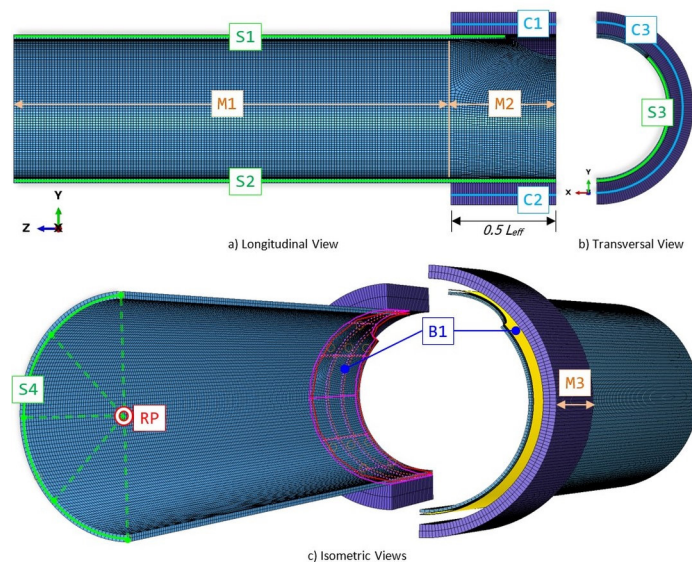 S1
C1
C3
M1
M2
S3
S2
C2
Y
Z
X
0.5 Leff
Y
X
a) Longitudinal View
b) Transversal View
B1
S4
M3
RP
c) Isometric Views